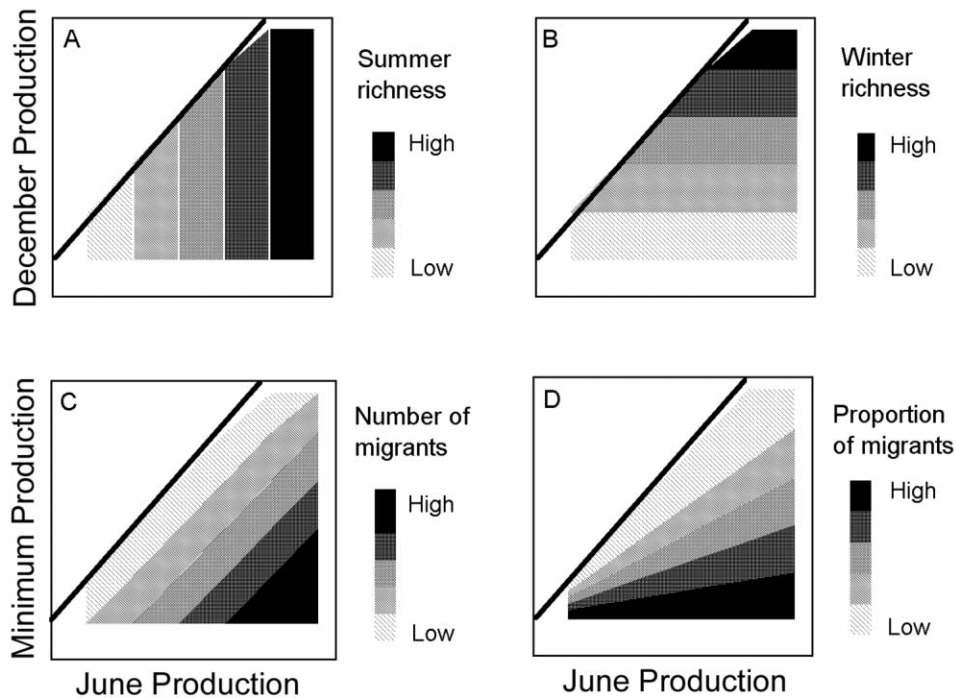 December Production
A
Summer
richness
High
Low
B
Winter
richness
High
Low
Minimum Production
C
Number of
migrants
High
Low
D
Proportion
of migrants
High
Low
June Production
June Production